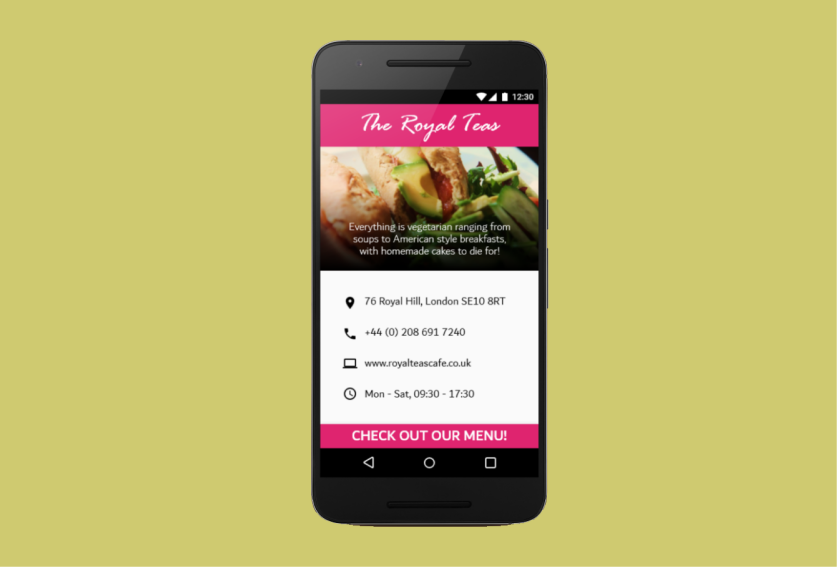 12:30
The Royal Teas
Everything is vegetarian ranging from
soups to American style breakfasts,
with homemade cakes to die for!
76 Royal Hill, London SE10 8RT
+44 (0) 208 691 7240
www.royalteascafe.co.uk
Mon - Sat, 09:30 - 17:30
CHECK OUT OUR MENU!